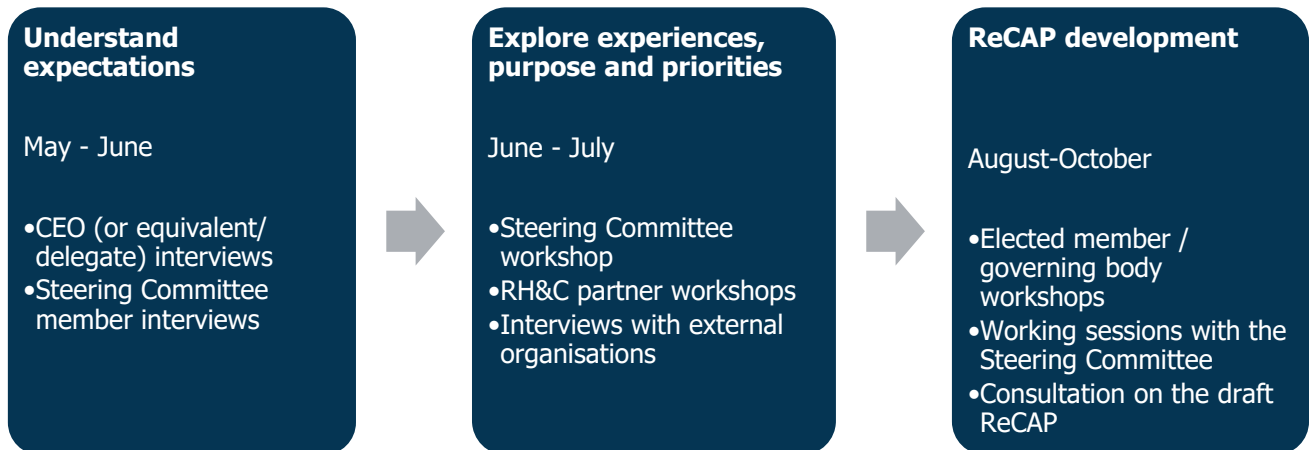 Understand
expectations
May - June
•CEO (or equivalent/
delegate) interviews
•Steering Committee
member interviews
Explore experiences,
purpose and priorities
June - July
•Steering Committee
workshop
•RH&C partner workshops
•Interviews with external
organisations
ReCAP development
August-October
•Elected member /
governing body
workshops
•Working sessions with the
Steering Committee
•Consultation on the draft
ReCAP